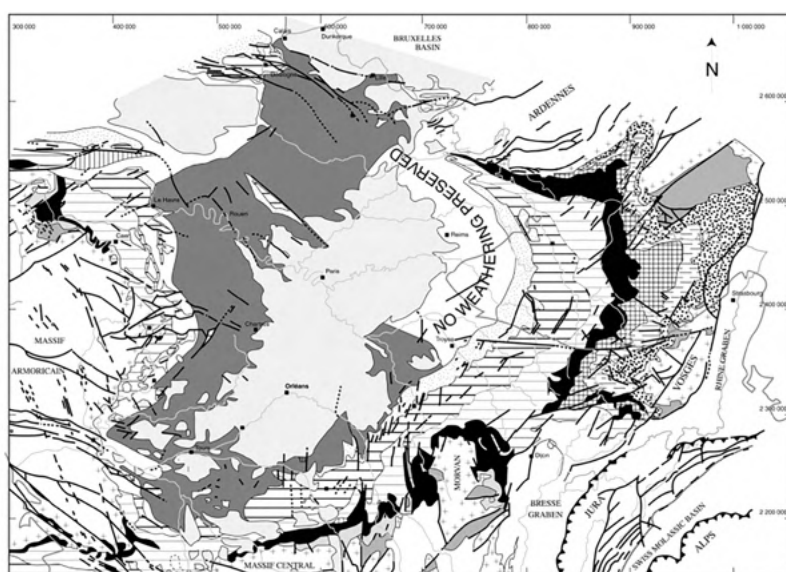 300 000
400 000
500 000
600 000
700 000
800 000
900 000
1 000 000
Calais
Dunkerque
BRUXELLES
BASIN
N
Boulogne
Lille
ARDENNES
2 600 000
NO WEATHERING PRESERVED
Le Havre
Rouen
Caen
Reims
Paris
Strasbourg
2 400 000
Chartres
Troyes
MASSIF
ARMORICAIN
Orléans
VOSGES
RHINE GRABEN
2 300 000
Dijon
MORVAN
BRESSE
GRABEN
JURA
2 200 000
SWISS MOLASSIC BASIN
ALPS
MASSIF CENTRAL